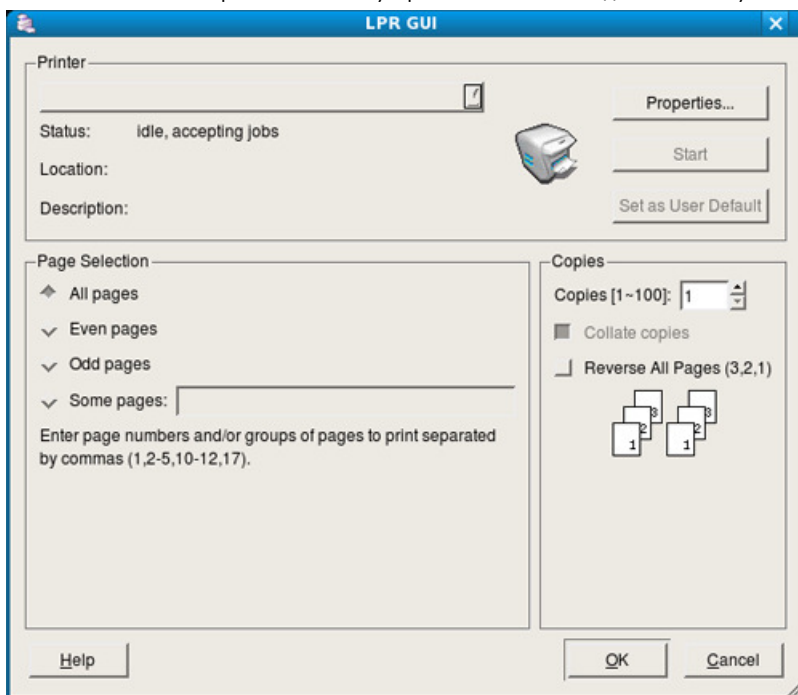 LPR GUI
Printer
Properties...
Status: idle, accepting jobs
Start
Location:
Set as User Default
Description:
Page Selection
All pages
Even pages
Odd pages
Some pages:
Enter page numbers and/or groups of pages to print separated
by commas (1,2-5,10-12,17).
Copies
Copies [1~100]: 1
Collate copies
Reverse All Pages (3,2,1)
3 3
2 2
1 1
Help
OK
Cancel